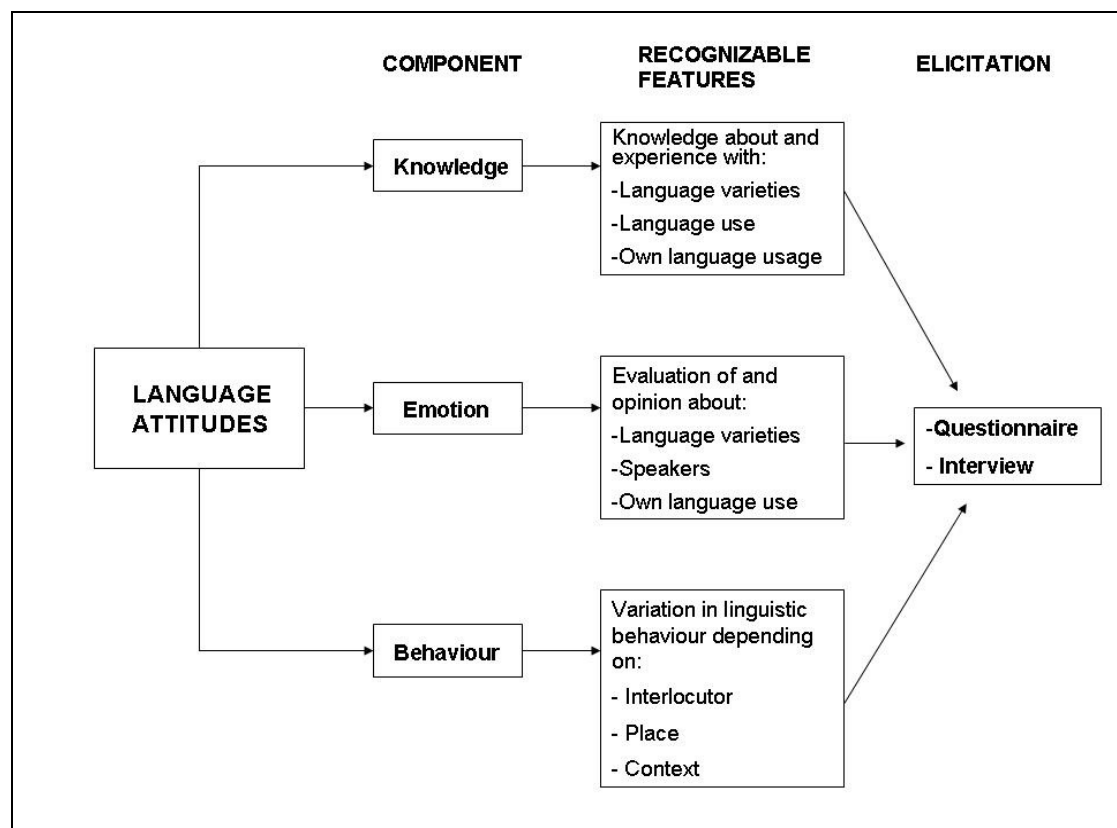 COMPONENT
RECOGNIZABLE
FEATURES
ELICITATION
Knowledge
Knowledge about and
experience with:
-Language varieties
-Language use
-Own language usage
LANGUAGE
ATTITUDES
Emotion
Evaluation of and
opinion about:
-Language varieties
-Speakers
-Own language use
-Questionnaire
- Interview
Behaviour
Variation in linguistic
behaviour depending
on:
- Interlocutor
- Place
- Context